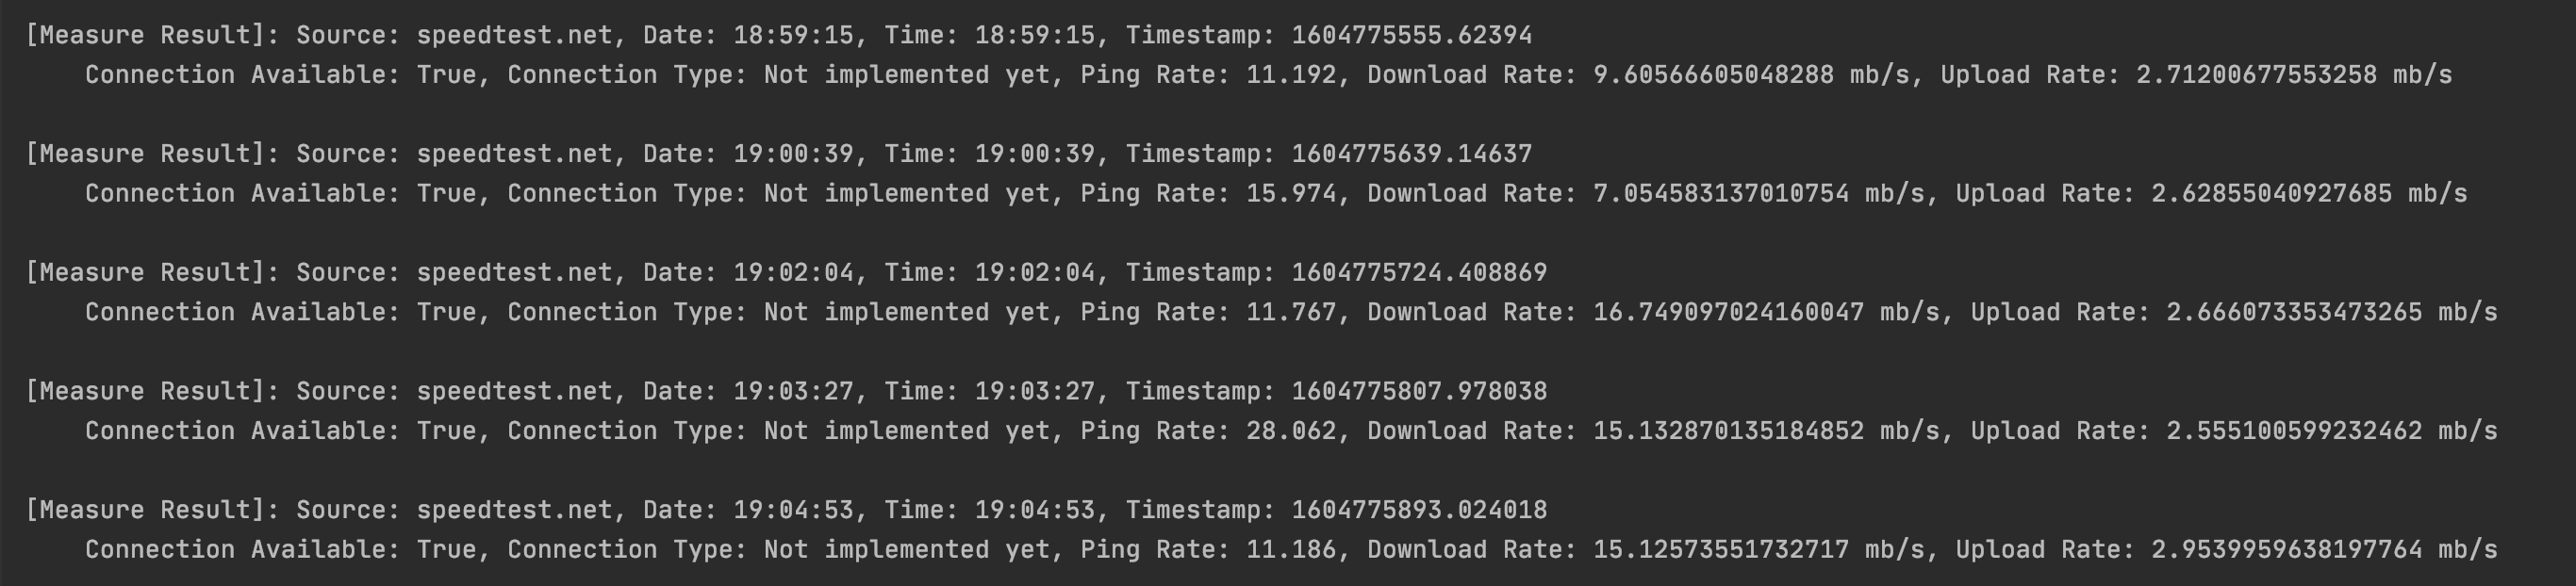 [Measure Result]: Source: speedtest.net, Date: 18:59:15, Time: 18:59:15, Timestamp: 1604775555.62394
Connection Available: True, Connection Type: Not implemented yet, Ping Rate: 11.192, Download Rate: 9.60566605048288 mb/s, Upload Rate: 2.71200677553258 mb/s
[Measure Result]: Source: speedtest.net, Date: 19:00:39, Time: 19:00:39, Timestamp: 1604775639.14637
Connection Available: True, Connection Type: Not implemented yet, Ping Rate: 15.974, Download Rate: 7.054583137010754 mb/s, Upload Rate: 2.62855040927685 mb/s
[Measure Result]: Source: speedtest.net, Date: 19:02:04, Time: 19:02:04, Timestamp: 1604775724.408869
Connection Available: True, Connection Type: Not implemented yet, Ping Rate: 11.767, Download Rate: 16.749097024160047 mb/s, Upload Rate: 2.666073353473265 mb/s
[Measure Result]: Source: speedtest.net, Date: 19:03:27, Time: 19:03:27, Timestamp: 1604775807.978038
Connection Available: True, Connection Type: Not implemented yet, Ping Rate: 28.062, Download Rate: 15.132870135184852 mb/s, Upload Rate: 2.555100599232462 mb/s
[Measure Result]: Source: speedtest.net, Date: 19:04:53, Time: 19:04:53, Timestamp: 1604775893.024018
Connection Available: True, Connection Type: Not implemented yet, Ping Rate: 11.186, Download Rate: 15.12573551732717 mb/s, Upload Rate: 2.9539959638197764 mb/s